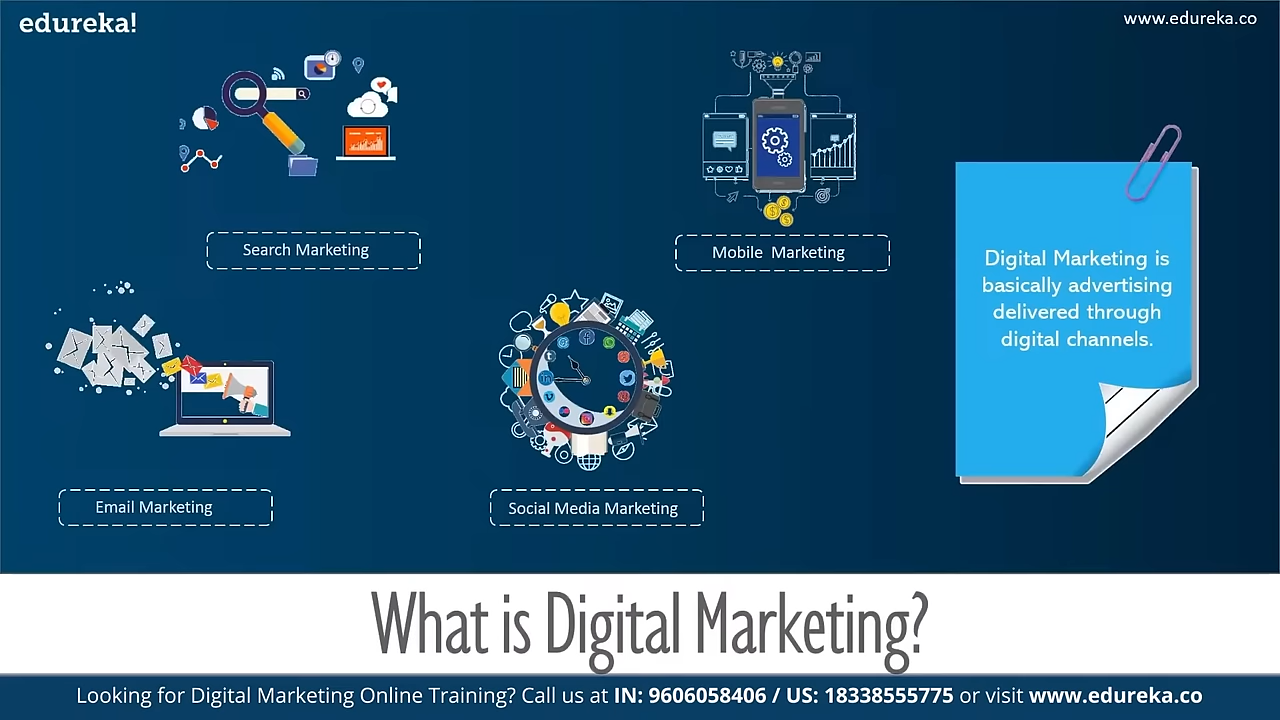 edureka!
www.edureka.co
Search Marketing
Mobile Marketing
Digital Marketing is
basically advertising
delivered through
digital channels.
Email Marketing
Social Media Marketing
What is Digital Marketing?
Looking for Digital Marketing Online Training? Call us at IN: 9606058406 / US: 18338555775 or visit www.edureka.co